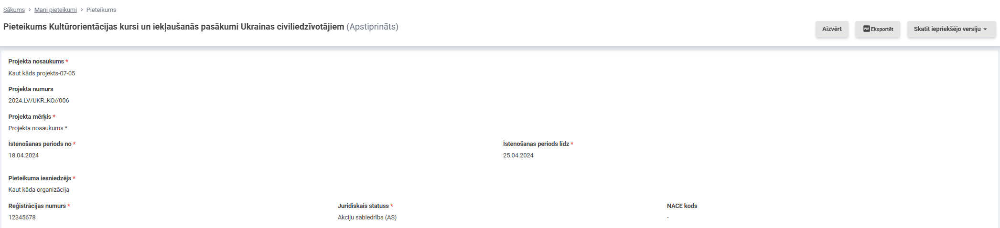 Sākums › Mani pieteikumi › Pieteikums
Pieteikums Kultūrorientācijas kursi un iekļaušanās pasākumi Ukrainas civiliedzīvotājiem (Apstiprināts)
Aizvērt PDF Eksportēt Skatīt iepriekšējo versiju
Projekta nosaukums *
Kaut kāds projekts-07-05
Projekta numurs
2024.LV/UKR_KO//006
Projekta mērķis *
Projekta nosaukums *
Īstenošanas periods no * Īstenošanas periods līdz *
18.04.2024 25.04.2024
Pieteikuma iesniedzējs *
Kaut kāda organizācija
Reģistrācijas numurs * Juridiskais statuss * NACE kods
12345678 Akciju sabiedrība (AS) -